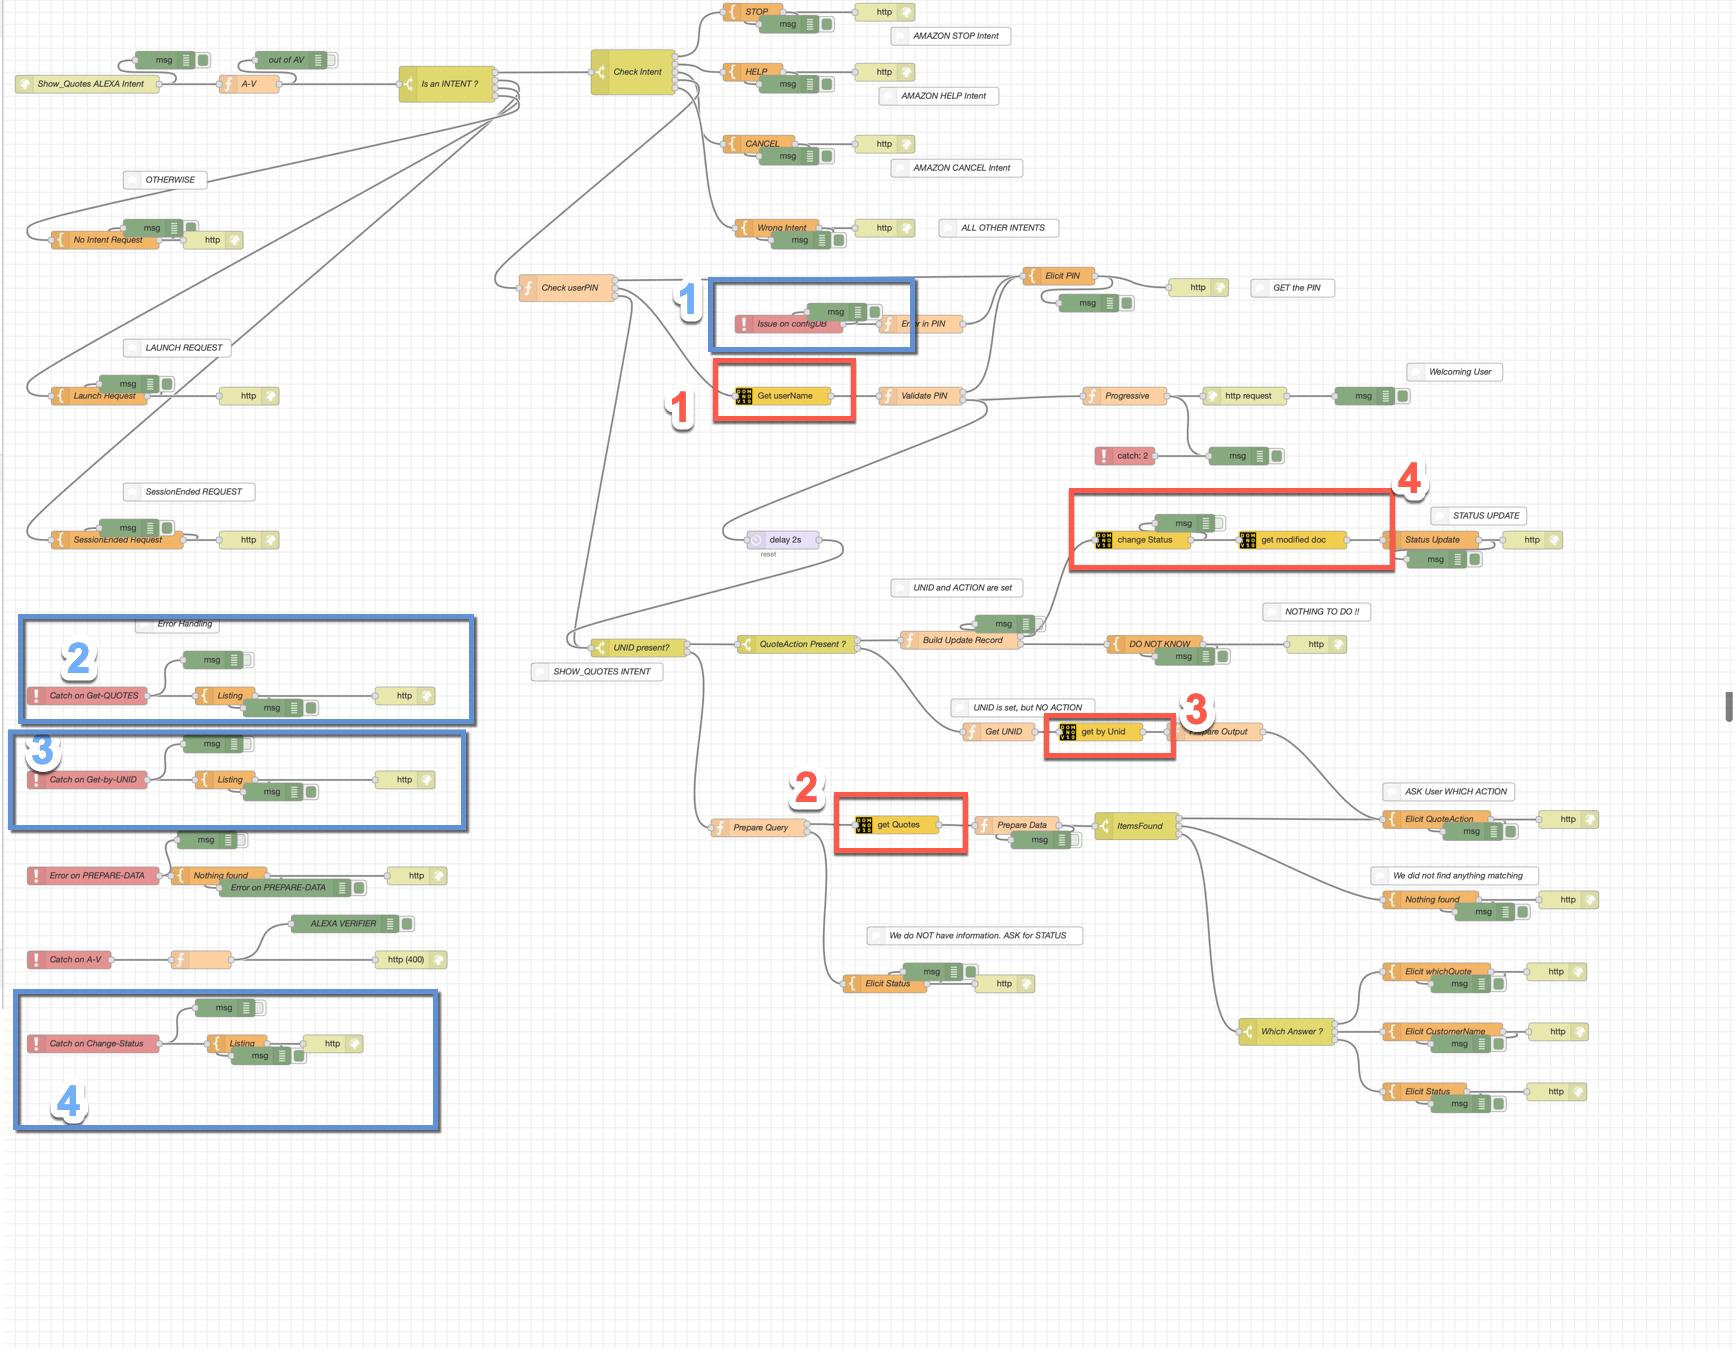 STOP
http
msg
AMAZON STOP Intent
msg
out of AV
Show_Quotes ALEXA Intent
A-V
Is an INTENT ?
Check Intent
HELP
http
msg
AMAZON HELP Intent
CANCEL
http
msg
AMAZON CANCEL Intent
OTHERWISE
msg
No Intent Request
http
Wrong Intent
http
msg
ALL OTHER INTENTS
Check userPIN
Elicit PIN
http
GET the PIN
msg
1
msg
Issue on configDB
Error in PIN
LAUNCH REQUEST
msg
Launch Request
http
1
Get userName
Validate PIN
Progressive
http request
msg
Welcoming User
catch: 2
msg
SessionEnded REQUEST
msg
SessionEnded Request
http
delay 2s
reset
4
msg
change Status
get modified doc
Status Update
http
msg
STATUS UPDATE
UNID and ACTION are set
NOTHING TO DO !!
Error Handling
2
msg
Catch on Get-QUOTES
Listing
http
msg
UNID present?
QuoteAction Present ?
msg
Build Update Record
DO NOT KNOW
http
msg
SHOW_QUOTES INTENT
UNID is set, but NO ACTION
3
Get UNID
get by Unid
Prepare Output
3
msg
Catch on Get-by-UNID
Listing
http
msg
2
Prepare Query
get Quotes
Prepare Data
msg
ItemsFound
ASK User WHICH ACTION
Elicit QuoteAction
http
msg
msg
Error on PREPARE-DATA
Nothing found
http
Error on PREPARE-DATA
We did not find anything matching
Nothing found
http
msg
ALEXA VERIFIER
Catch on A-V
http (400)
We do NOT have information. ASK for STATUS
msg
Elicit Status
http
Elicit whichQuote
http
msg
msg
Catch on Change-Status
Listing
http
msg
4
Which Answer ?
Elicit CustomerName
http
msg
Elicit Status
http
msg